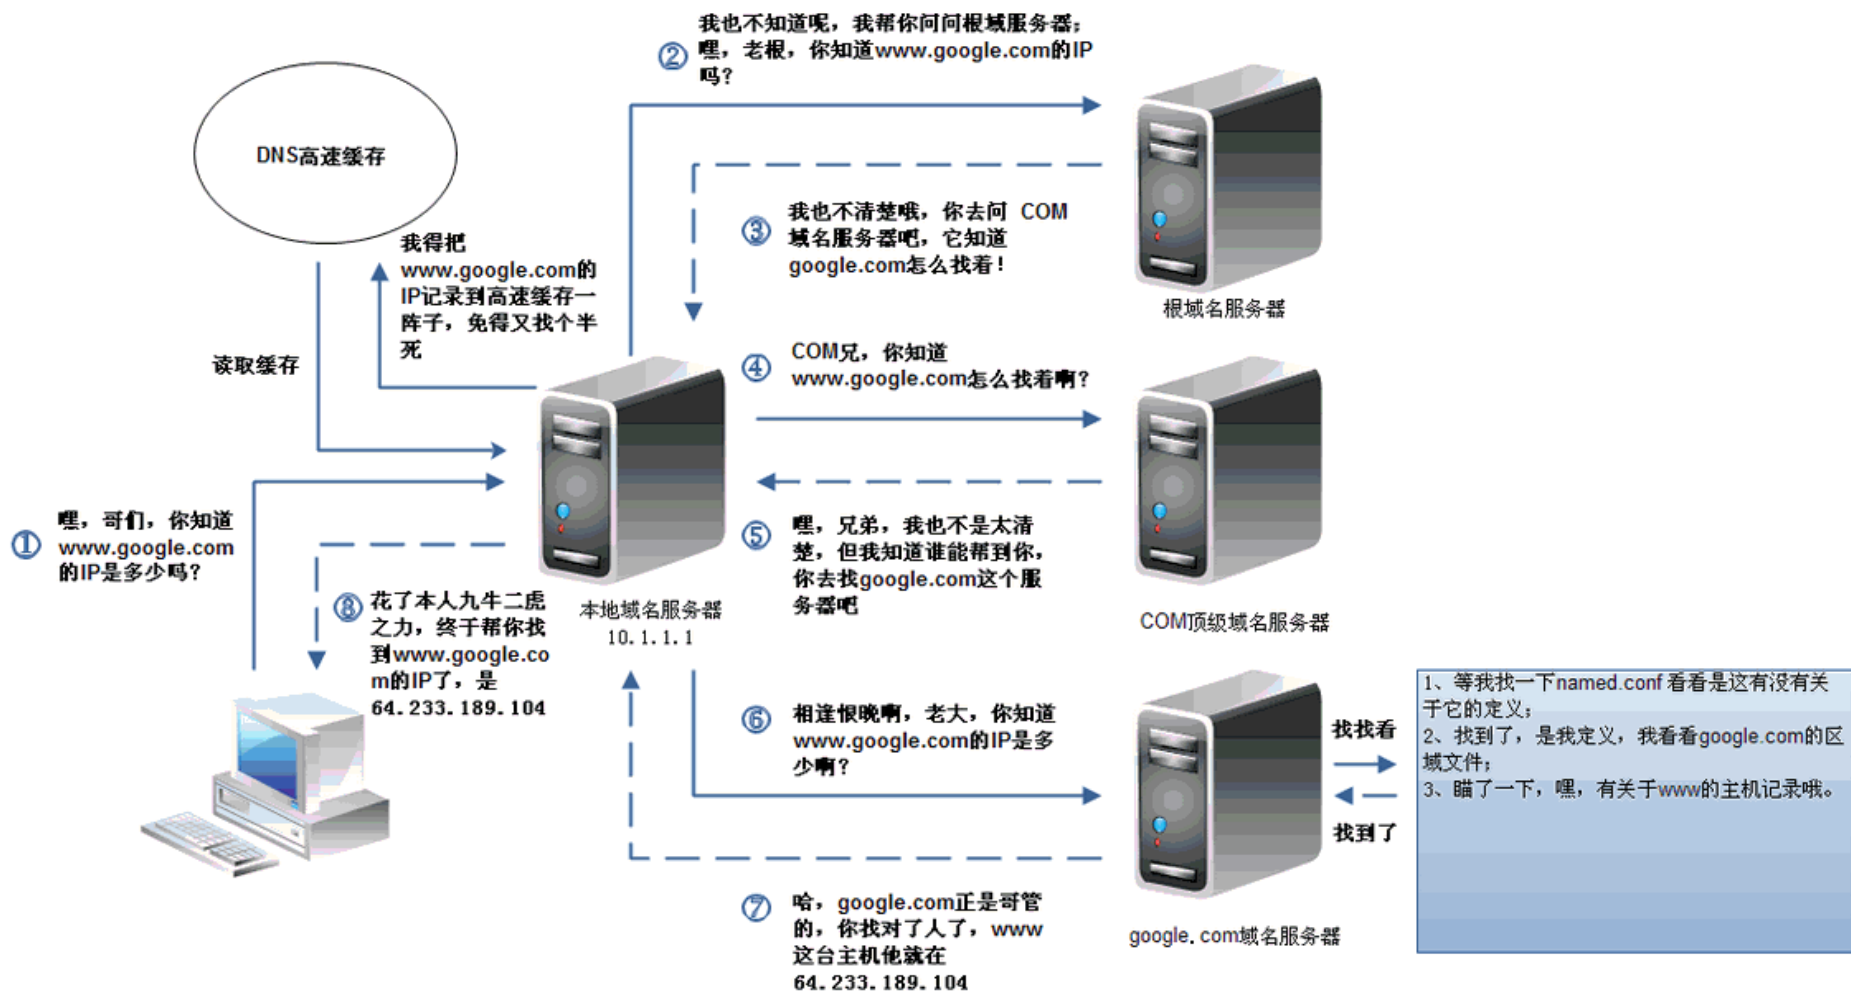 我也不知道呢，我帮你问问根域服务器；
②
嘿，老根，你知道www.google.com的IP
吗？
DNS高速缓存
③
我也不清楚哦，你去问 COM
域名服务器吧，它知道
google.com怎么找着！
根域名服务器
我得把
www.google.com的
IP记录到高速缓存一
阵子，免得又找个半
死
读取缓存
④
COM兄，你知道
www.google.com怎么找着啊？
①
嘿，哥们，你知道
www.google.com
的IP是多少吗？
⑤
嘿，兄弟，我也不是太清
楚，但我知道谁能帮到你，
你去找google.com这个服
务器吧
COM顶级域名服务器
本地域名服务器
10.1.1.1
⑧
花了本人九牛二虎
之力，终于帮你找
到www.google.co
m的IP了，是
64.233.189.104
⑥
相逢恨晚啊，老大，你知道
www.google.com的IP是多
少啊？
找找看
找到了
1、等我找一下named.conf 看看是这有没有关
于它的定义；
2、找到了，是我定义，我看看google.com的区
域文件；
3、瞄了一下，嘿，有关于www的主机记录哦。
⑦
哈，google.com正是哥管
的，你找对了人了，www
这台主机他就在
64.233.189.104
google.com域名服务器